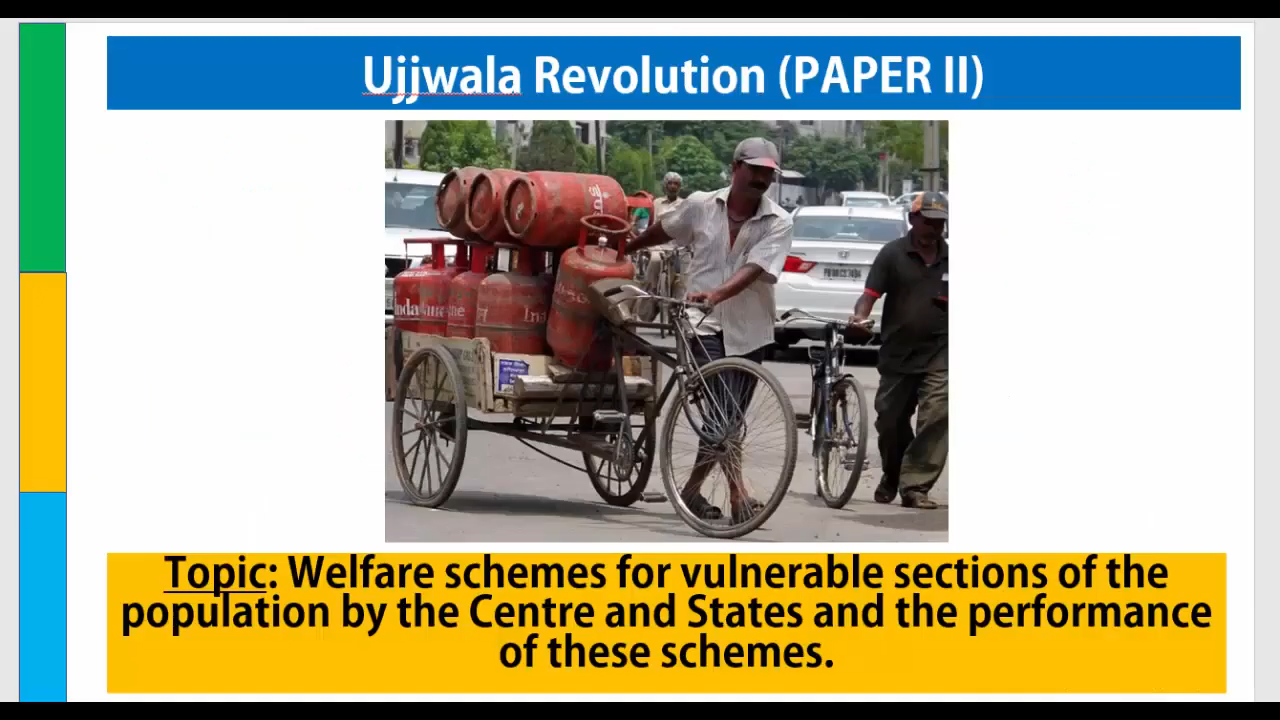 Ujjwala Revolution (PAPER II)
Topic: Welfare schemes for vulnerable sections of the
population by the Centre and States and the performance
of these schemes.